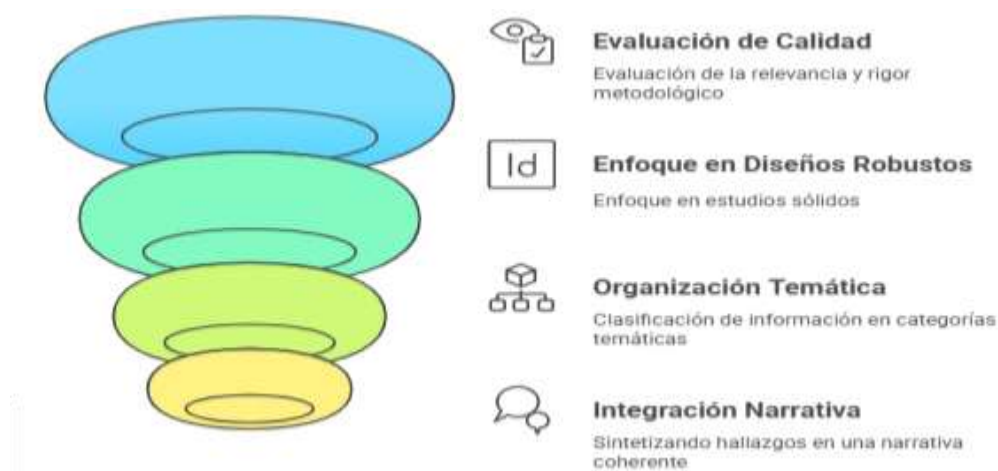 Evaluación de Calidad
Evaluación de la relevancia y rigor
metodológico
Id
Enfoque en Diseños Robustos
Enfoque en estudios sólidos
Organización Temática
Clasificación de información en categorías
temáticas
Integración Narrativa
Sintetizando hallazgos en una narrativa
coherente